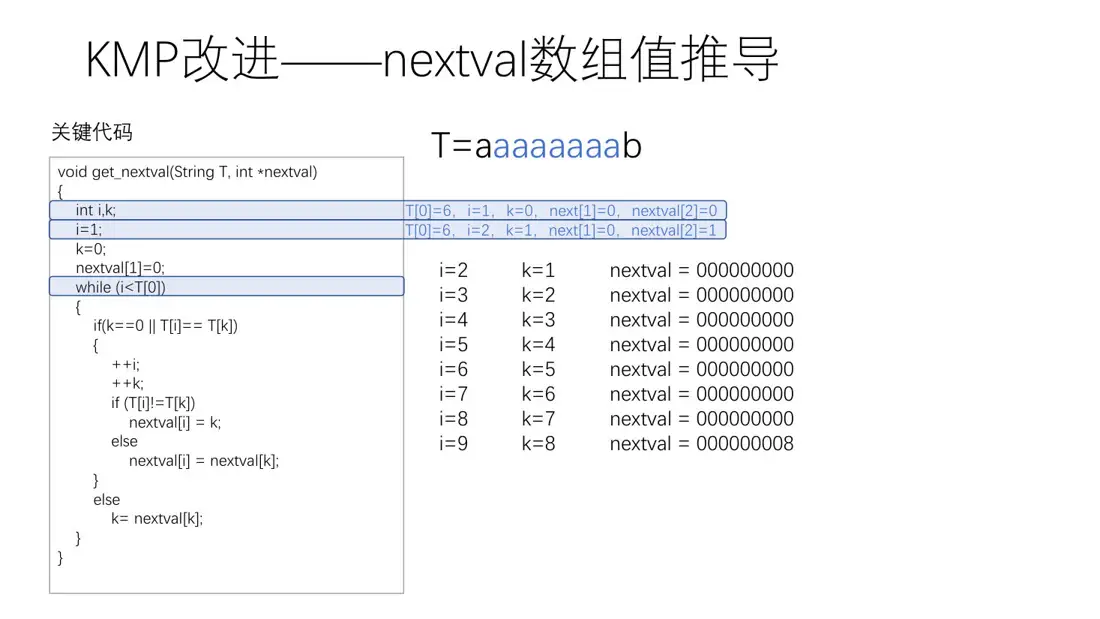 KMP改进——nextval数组值推导
关键代码
T=aaaaaaaab
void get_nextval(String T, int *nextval)
{
int i,k;
T[0]=6, i=1, k=0, next[1]=0, nextval[2]=0
i=1;
T[0]=6, i=2, k=1, next[1]=0, nextval[2]=1
k=0;
nextval[1]=0;
while (i<T[0])
{
if(k==0 || T[i]== T[k])
{
++i;
++k;
if (T[i]!=T[k])
nextval[i] = k;
else
nextval[i] = nextval[k];
}
else
k= nextval[k];
}
}
i=2 k=1 nextval = 000000000
i=3 k=2 nextval = 000000000
i=4 k=3 nextval = 000000000
i=5 k=4 nextval = 000000000
i=6 k=5 nextval = 000000000
i=7 k=6 nextval = 000000000
i=8 k=7 nextval = 000000000
i=9 k=8 nextval = 000000008